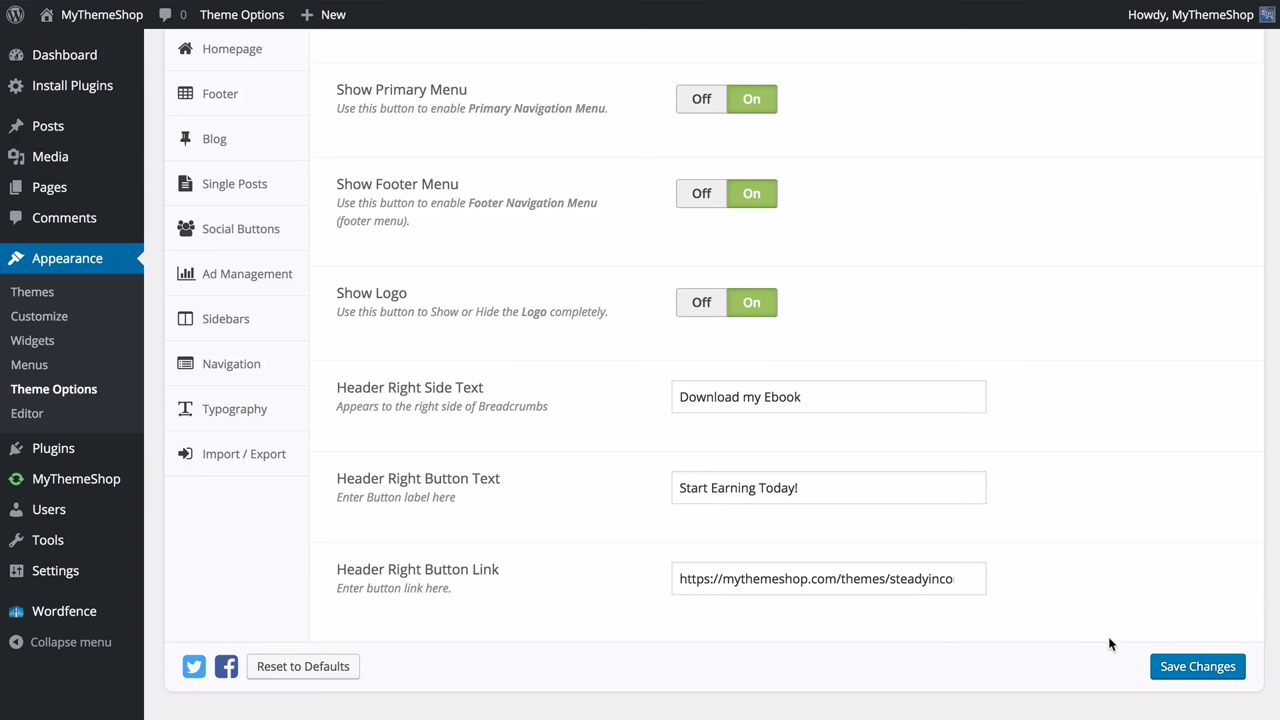 MyThemeShop
0
Theme Options
New
Howdy, MyThemeShop
Dashboard
Install Plugins
Posts
Media
Pages
Comments
Appearance
Themes
Customize
Widgets
Menus
Theme Options
Editor
Plugins
MyThemeShop
Users
Tools
Settings
Wordfence
Collapse menu
Homepage
Footer
Blog
Single Posts
Social Buttons
Ad Management
Sidebars
Navigation
Typography
Import / Export
Show Primary Menu
Use this button to enable Primary Navigation Menu.
Off On
Show Footer Menu
Use this button to enable Footer Navigation Menu
(footer menu).
Off On
Show Logo
Use this button to Show or Hide the Logo completely.
Off On
Header Right Side Text
Appears to the right side of Breadcrumbs
Download my Ebook
Header Right Button Text
Enter Button label here
Start Earning Today!
Header Right Button Link
Enter button link here.
https://mythemeshop.com/themes/steadyinco
Reset to Defaults
Save Changes